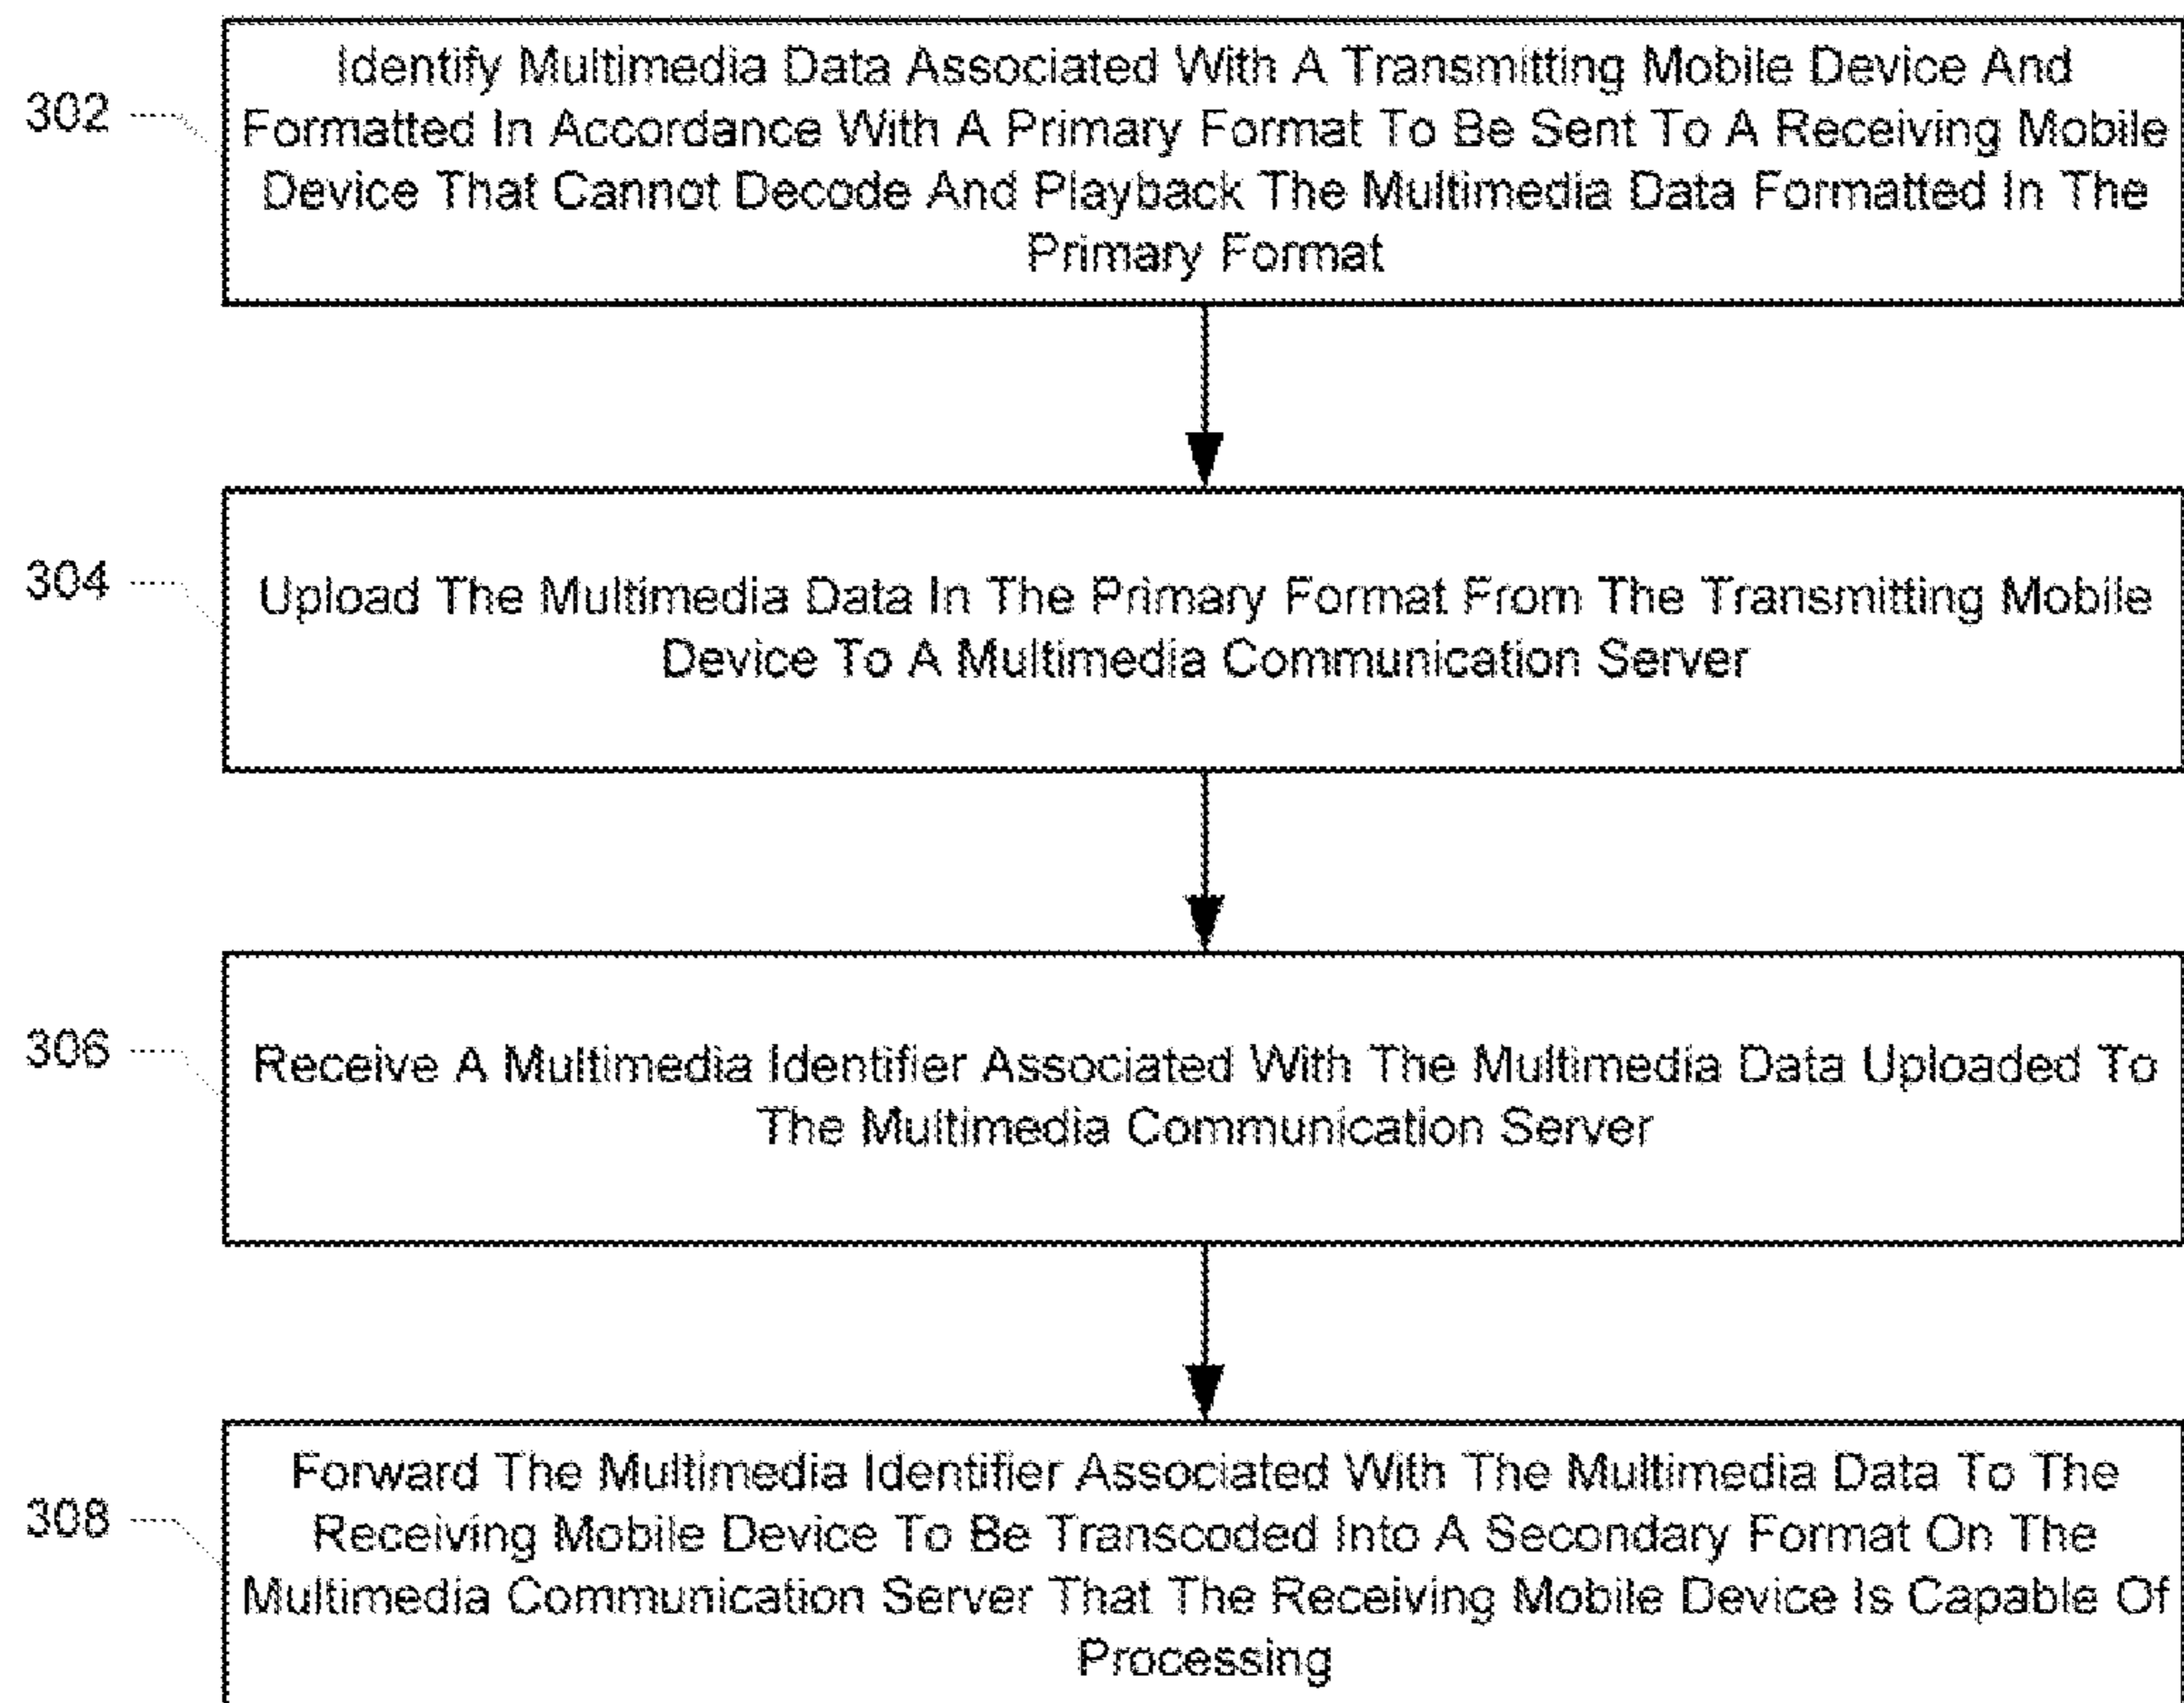 302
Identify Multimedia Data Associated With A Transmitting Mobile Device And
Formatted In Accordance With A Primary Format To Be Sent To A Receiving Mobile
Device That Cannot Decode And Playback The Multimedia Data Formatted In The
Primary Format
304
Upload The Multimedia Data In The Primary Format From The Transmitting Mobile
Device To A Multimedia Communication Server
306
Receive A Multimedia Identifier Associated With The Multimedia Data Uploaded To
The Multimedia Communication Server
308
Forward The Multimedia Identifier Associated With The Multimedia Data To The
Receiving Mobile Device To Be Transcoded Into A Secondary Format On The
Multimedia Communication Server That The Receiving Mobile Device Is Capable Of
Processing